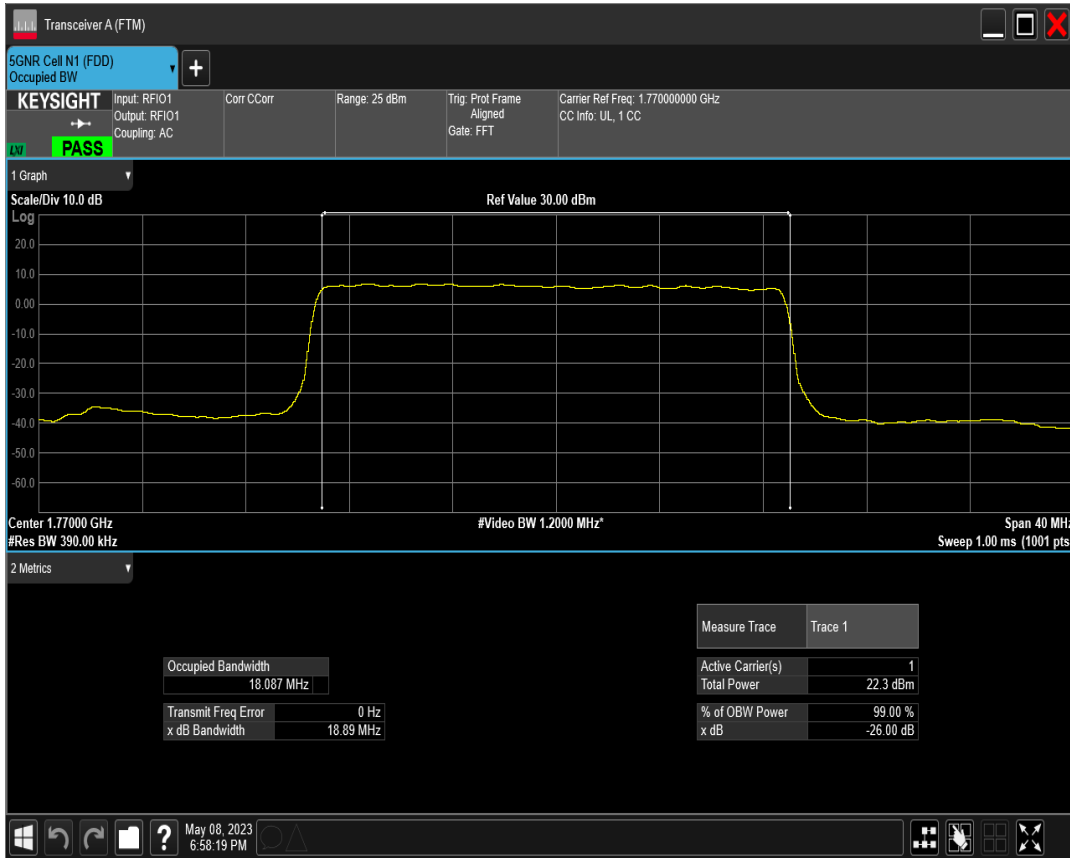 Transceiver A (FTM)
5GNR Cell N1 (FDD)
Occupied BW
+
KEYSIGHT
LXI
PASS
Input: RFIO1
Output: RFIO1
Coupling: AC
Corr CCorr
Range: 25 dBm
Trig: Prot Frame
Aligned
Gate: FFT
Carrier Ref Freq: 1.770000000 GHz
CC Info: UL, 1 CC
1 Graph
Scale/Div 10.0 dB
Ref Value 30.00 dBm
Log
20.0
10.0
0.00
-10.0
-20.0
-30.0
-40.0
-50.0
-60.0
Center 1.77000 GHz
#Video BW 1.2000 MHz*
Span 40 MHz
#Res BW 390.00 kHz
Sweep 1.00 ms (1001 pts
2 Metrics
Measure Trace Trace 1
Occupied Bandwidth
18.087 MHz
Active Carrier(s) 1
Total Power 22.3 dBm
Transmit Freq Error 0 Hz
x dB Bandwidth 18.89 MHz
% of OBW Power 99.00 %
x dB -26.00 dB
?
May 08, 2023
6:58:19 PM